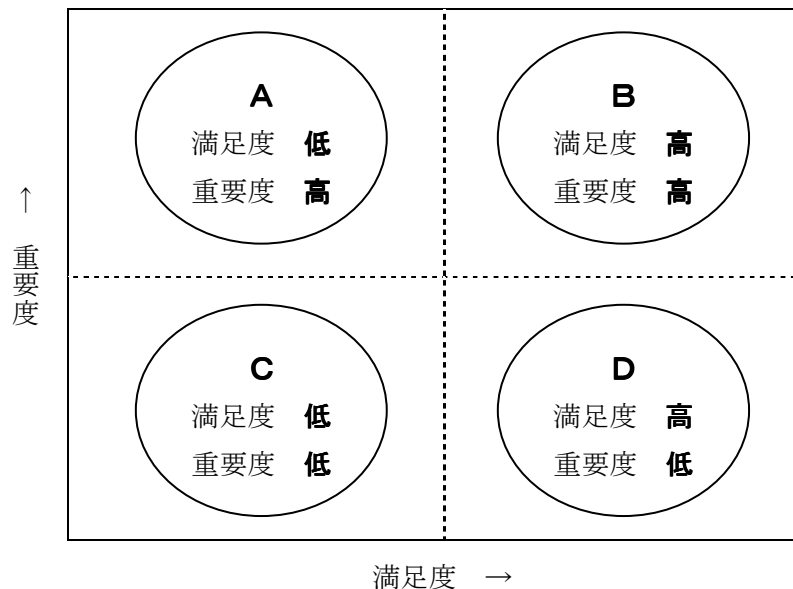 A
満足度 低
重要度 高
B
満足度 高
重要度 高
C
満足度 低
重要度 低
D
満足度 高
重要度 低
↑ 重要度
満足度 →